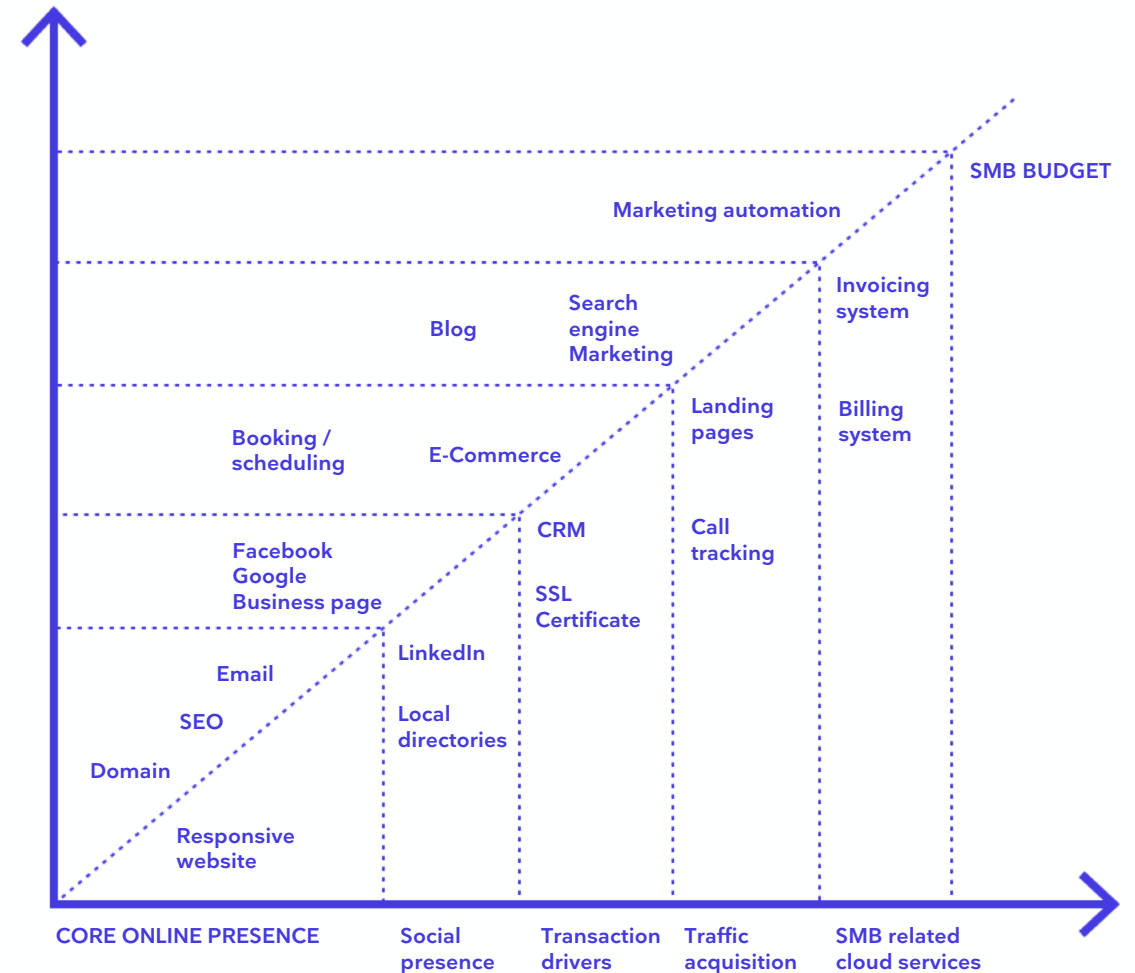 SMB BUDGET
Marketing automation
Invoicing
system
Search
engine
Marketing
Blog
Landing
pages
Billing
system
Booking /
scheduling
E-Commerce
CRM
Call
tracking
Facebook
Google
Business page
SSL
Certificate
LinkedIn
Email
Local
directories
SEO
Domain
Responsive
website
CORE ONLINE PRESENCE
Social
presence
Transaction
drivers
Traffic
acquisition
SMB related
cloud services